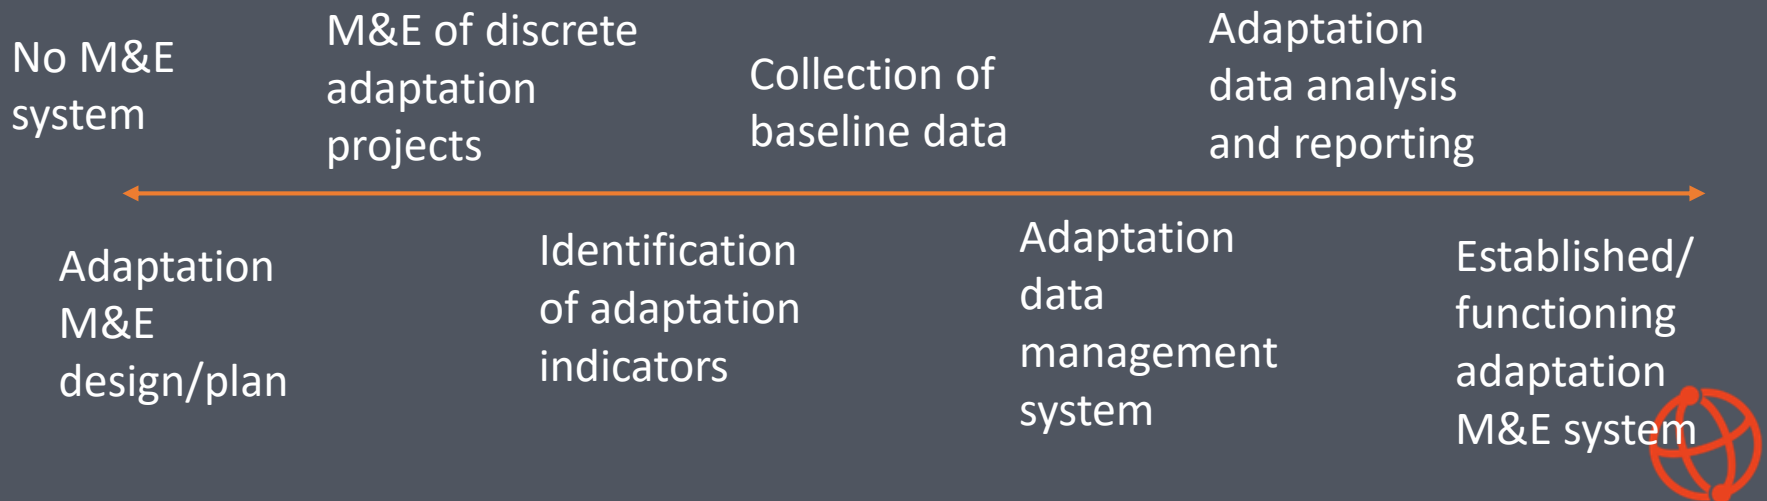 No M&E
system
M&E of discrete
adaptation
projects
Collection of
baseline data
Adaptation
data analysis
and reporting
Adaptation
M&E
design/plan
Identification
of adaptation
indicators
Adaptation
data
management
system
Established/
functioning
adaptation
M&E system